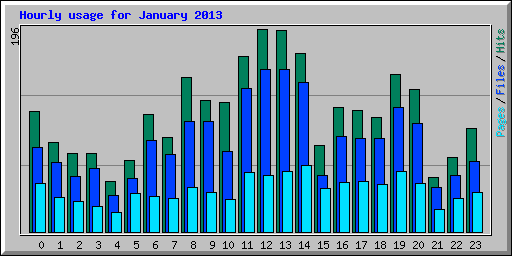 Hourly usage for January 2013
196
Pages/Files/Hits
0 1 2 3 4 5 6 7 8 9 10 11 12 13 14 15 16 17 18 19 20 21 22 23